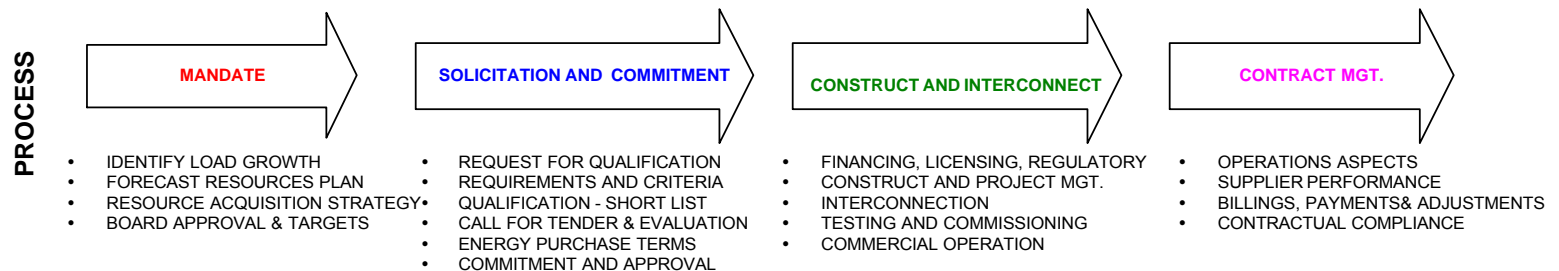 PROCESS
MANDATE
• IDENTIFY LOAD GROWTH
• FORECAST RESOURCES PLAN
• RESOURCE ACQUISITION STRATEGY
• BOARD APPROVAL & TARGETS
SOLICITATION AND COMMITMENT
• REQUEST FOR QUALIFICATION
• REQUIREMENTS AND CRITERIA
• QUALIFICATION - SHORT LIST
• CALL FOR TENDER & EVALUATION
• ENERGY PURCHASE TERMS
• COMMITMENT AND APPROVAL
CONSTRUCT AND INTERCONNECT
• FINANCING, LICENSING, REGULATORY
• CONSTRUCT AND PROJECT MGT.
• INTERCONNECTION
• TESTING AND COMMISSIONING
• COMMERCIAL OPERATION
CONTRACT MGT.
• OPERATIONS ASPECTS
• SUPPLIER PERFORMANCE
• BILLINGS, PAYMENTS& ADJUSTMENTS
• CONTRACTUAL COMPLIANCE